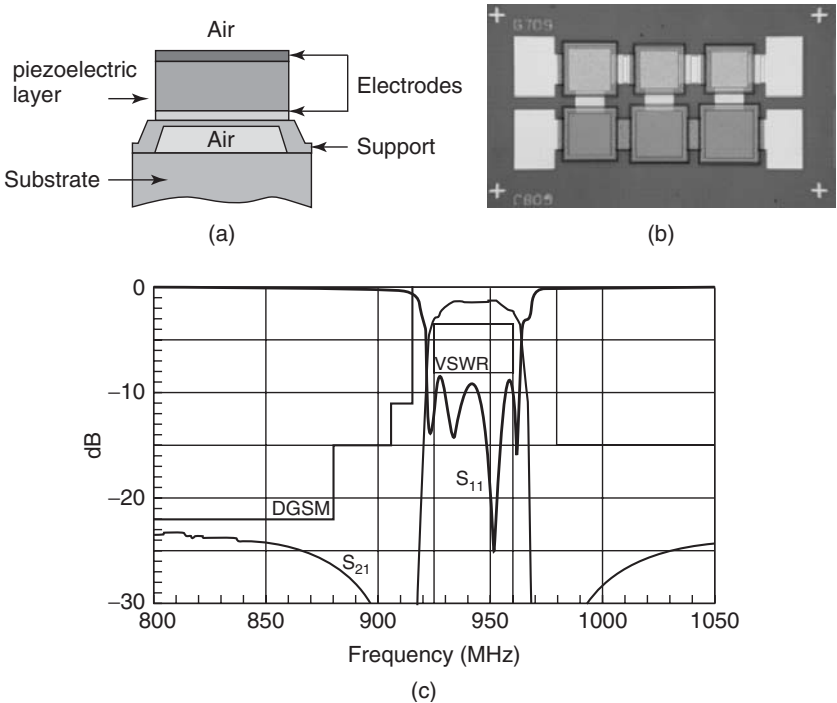 Air
piezoelectric
layer
Electrodes
Air
Support
Substrate
(a)
G709
(b)
0
−10
−20
−30
dB
VSWR
S11
DGSM
S21
800
850
900
950
1000
1050
Frequency (MHz)
(c)